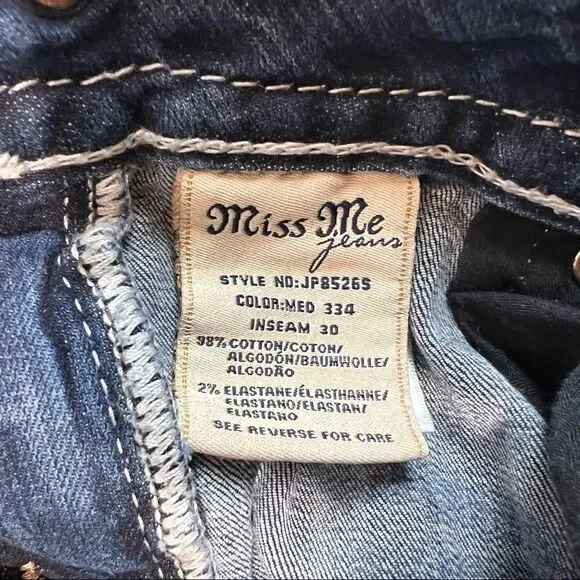 Miss Me
jeans
STYLE NO:JP8526S
COLOR:MED 334
INSEAM 30
98% COTTON/COTON/
ALGODÓN/BAUMWOLLE/
ALGODÃO
2% ELASTANE/ÉLASTHANNE/
ELASTANO/ELASTAN/
ELASTANO
SEE REVERSE FOR CARE